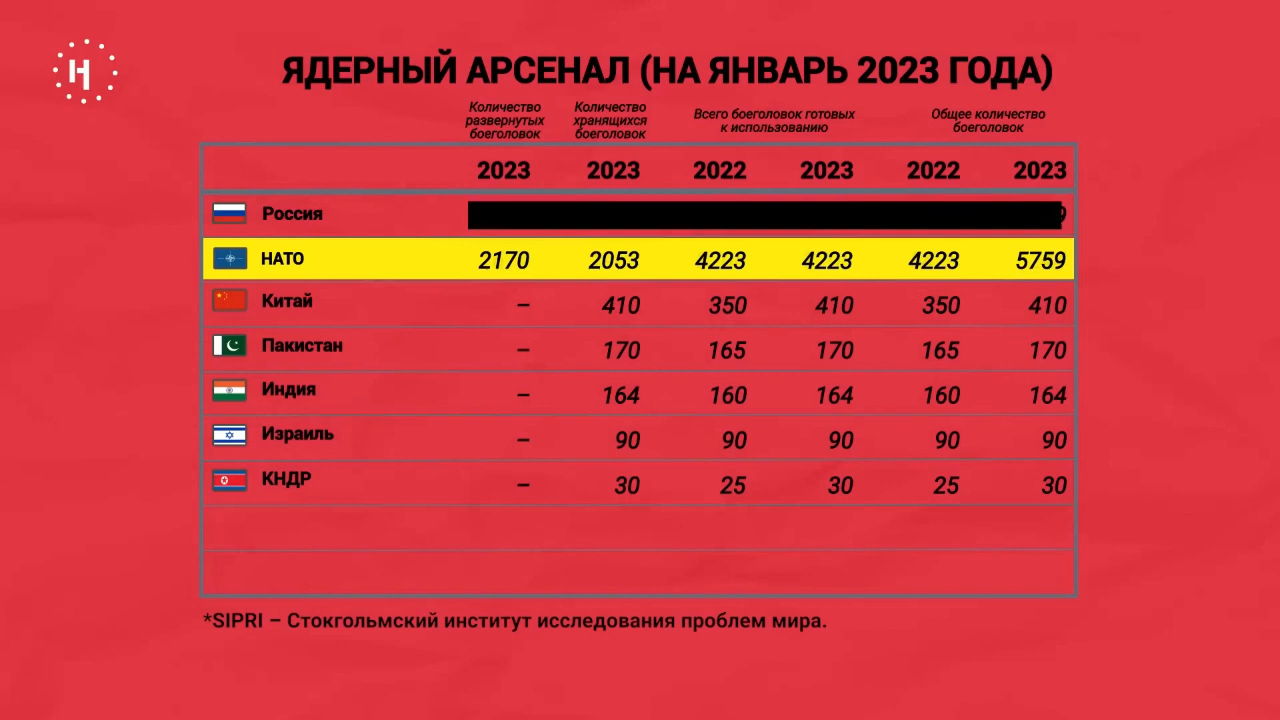 H
ЯДЕРНЫЙ АРСЕНАЛ (НА ЯНВАРЬ 2023 ГОДА)
Количество развернутых боеголовок Количество хранящихся боеголовок Всего боеголовок готовых к использованию Общее количество боеголовок
2023 2023 2022 2023 2022 2023
Россия
НАТО 2170 2053 4223 4223 4223 5759
Китай – 410 350 410 350 410
Пакистан – 170 165 170 165 170
Индия – 164 160 164 160 164
Израиль – 90 90 90 90 90
КНДР – 30 25 30 25 30
*SIPRI – Стокгольмский институт исследования проблем мира.